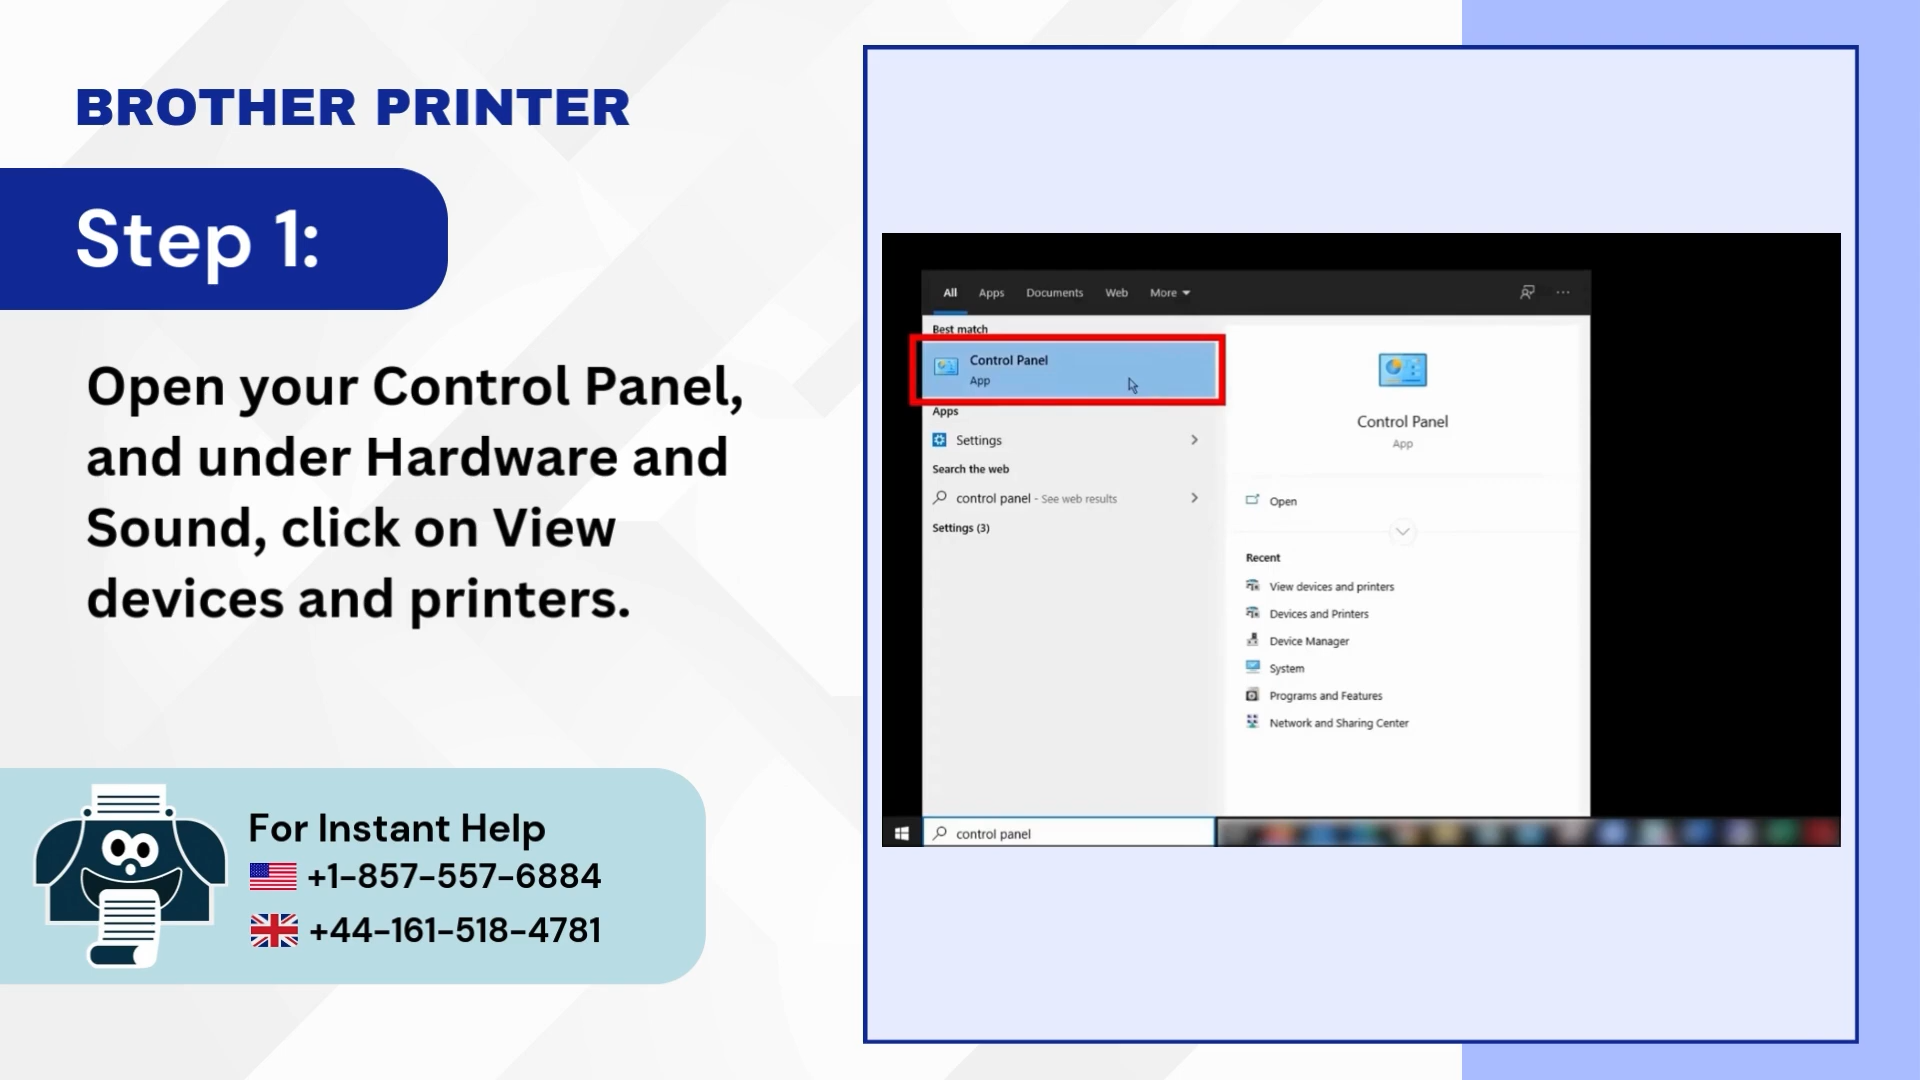 BROTHER PRINTER
Step 1:
Open your Control Panel,
and under Hardware and
Sound, click on View
devices and printers.
For Instant Help
+1-857-557-6884
+44-161-518-4781
All Apps Documents Web More
Best match
Control Panel
App
Apps
Settings
Search the web
control panel - See web results
Settings (3)
Control Panel
App
Open
Recent
View devices and printers
Devices and Printers
Device Manager
System
Programs and Features
Network and Sharing Center
control panel